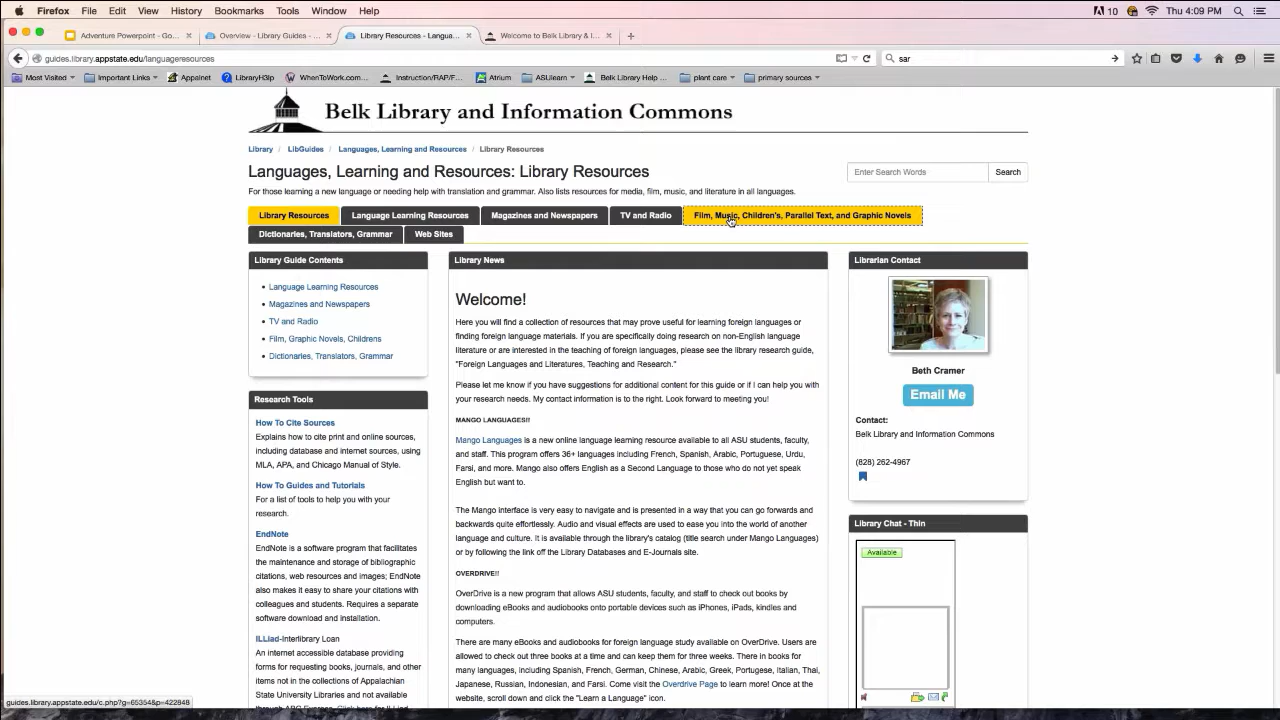 Firefox File Edit View History Bookmarks Tools Window Help 10 Thu 4:09 PM
Adventure Powerpoint - Go... Overview - Library Guides - ... Library Resources - Langua... Welcome to Belk Library & I...
guides.library.appstate.edu/languageresources sar
Most Visited Important Links Appalnet LibraryH3lp WhenToWork.com... Instruction/RAP/F... Atrium ASUlearn Belk Library Help ... plant care primary sources
Belk Library and Information Commons
Library / LibGuides / Languages, Learning and Resources / Library Resources
Languages, Learning and Resources: Library Resources
Enter Search Words Search
For those learning a new language or needing help with translation and grammar. Also lists resources for media, film, music, and literature in all languages.
Library Resources Language Learning Resources Magazines and Newspapers TV and Radio Film, Music, Children's, Parallel Text, and Graphic Novels
Dictionaries, Translators, Grammar Web Sites
Library Guide Contents
Language Learning Resources
Magazines and Newspapers
TV and Radio
Film, Graphic Novels, Childrens
Dictionaries, Translators, Grammar
Research Tools
How To Cite Sources
Explains how to cite print and online sources,
including database and internet sources, using
MLA, APA, and Chicago Manual of Style.
How To Guides and Tutorials
For a list of tools to help you with your
research.
EndNote
EndNote is a software program that facilitates
the maintenance and storage of bibliographic
citations, web resources and images; EndNote
also makes it easy to share your citations with
colleagues and students. Requires a separate
software download and installation.
ILLiad-Interlibrary Loan
An internet accessible database providing
forms for requesting books, journals, and other
items not in the collections of Appalachian
State University Libraries and not available
Library News
Welcome!
Here you will find a collection of resources that may prove useful for learning foreign languages or
finding foreign language materials. If you are specifically doing research on non-English language
literature or are interested in the teaching of foreign languages, please see the library research guide,
"Foreign Languages and Literatures, Teaching and Research."
Please let me know if you have suggestions for additional content for this guide or if I can help you with
your research needs. My contact information is to the right. Look forward to meeting you!
MANGO LANGUAGES!!
Mango Languages is a new online language learning resource available to all ASU students, faculty,
and staff. This program offers 36+ languages including French, Spanish, Arabic, Portuguese, Urdu,
Farsi, and more. Mango also offers English as a Second Language to those who do not yet speak
English but want to.
The Mango interface is very easy to navigate and is presented in a way that you can go forwards and
backwards quite effortlessly. Audio and visual effects are used to ease you into the world of another
language and culture. It is available through the library's catalog (title search under Mango Languages)
or by following the link off the Library Databases and E-Journals site.
OVERDRIVE!!
OverDrive is a new program that allows ASU students, faculty, and staff to check out books by
downloading eBooks and audiobooks onto portable devices such as iPhones, iPads, kindles and
computers.
There are many eBooks and audiobooks for foreign language study available on OverDrive. Users are
allowed to check out three books at a time and can keep them for three weeks. There in books for
many languages, including Spanish, French, German, Chinese, Arabic, Greek, Portugese, Italian, Thai,
Japanese, Russian, Indonesian, and Farsi. Come visit the Overdrive Page to learn more! Once at the
website, scroll down and click the "Learn a Language" icon.
Librarian Contact
Beth Cramer
Email Me
Contact:
Belk Library and Information Commons
(828) 262-4967
Library Chat - Thin
Available
guides.library.appstate.edu/c.php?g=65354&p=422848